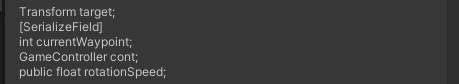 Transform target;
[SerializeField]
int currentWaypoint;
GameController cont;
public float rotationSpeed;